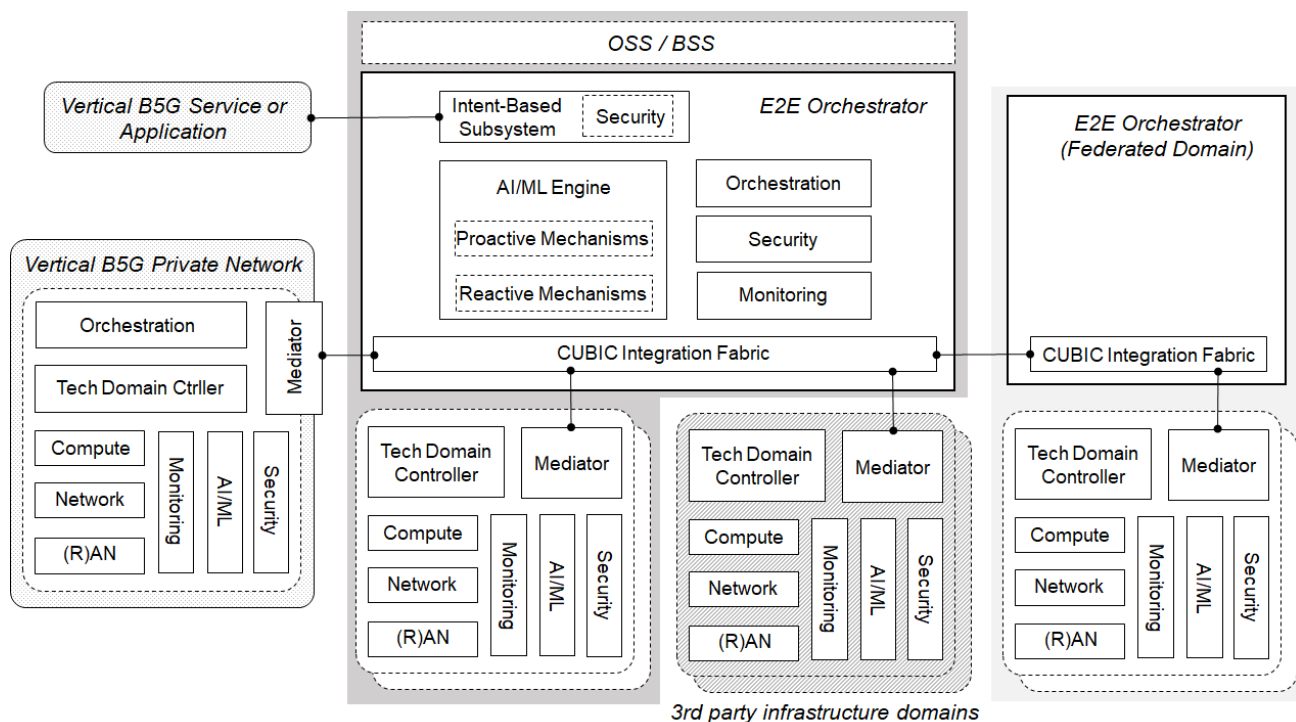 OSS / BSS
Vertical B5G Service or
Application
Intent-Based
Subsystem
Security
E2E Orchestrator
AI/ML Engine
Proactive Mechanisms
Reactive Mechanisms
Orchestration
Security
Monitoring
CUBIC Integration Fabric
E2E Orchestrator
(Federated Domain)
CUBIC Integration Fabric
Vertical B5G Private Network
Orchestration
Tech Domain Ctrller
Mediator
Compute
Network
(R)AN
Monitoring
AI/ML
Security
Tech Domain
Controller
Mediator
Compute
Network
(R)AN
Monitoring
AI/ML
Security
Tech Domain
Controller
Mediator
Compute
Network
(R)AN
Monitoring
AI/ML
Security
3rd party infrastructure domains
Tech Domain
Controller
Mediator
Compute
Network
(R)AN
Monitoring
AI/ML
Security